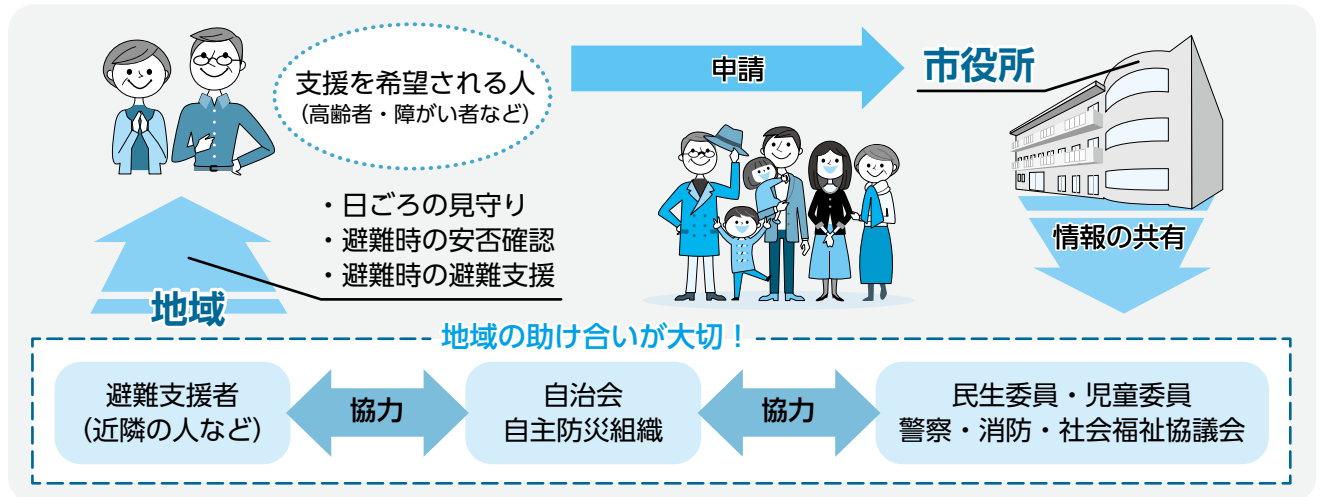 支援を希望される人
(高齢者・障がい者など)
申請
市役所
・日ごろの見守り
・避難時の安否確認
・避難時の避難支援
情報の共有
地域
地域の助け合いが大切！
避難支援者
(近隣の人など)
協力
自治会
自主防災組織
協力
民生委員・児童委員
警察・消防・社会福祉協議会